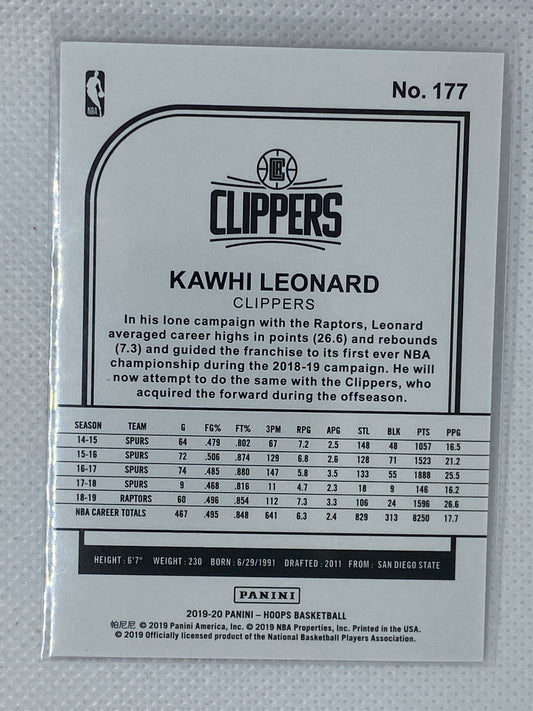 No. 177
NBA
LAC
CLIPPERS
KAWHI LEONARD
CLIPPERS
In his lone campaign with the Raptors, Leonard
averaged career highs in points (26.6) and rebounds
(7.3) and guided the franchise to its first ever NBA
championship during the 2018-19 campaign. He will
now attempt to do the same with the Clippers, who
acquired the forward during the offseason.
SEASON TEAM G FG% FT% 3PM RPG APG STL BLK PTS PPG
14-15 SPURS 64 .479 .802 67 7.2 2.5 148 48 1057 16.5
15-16 SPURS 72 .506 .874 129 6.8 2.6 128 71 1523 21.2
16-17 SPURS 74 .485 .880 147 5.8 3.5 133 55 1888 25.5
17-18 SPURS 9 .468 .816 11 4.7 2.3 18 9 146 16.2
18-19 RAPTORS 60 .496 .854 112 7.3 3.3 106 24 1596 26.6
NBA CAREER TOTALS 467 .495 .848 641 6.3 2.4 829 313 8250 17.7
HEIGHT: 6'7" WEIGHT: 230 BORN: 6/29/1991 DRAFTED: 2011 FROM: SAN DIEGO STATE
PANINI
2019-20 PANINI – HOOPS BASKETBALL
帕尼尼 © 2019 Panini America, Inc. © 2019 NBA Properties, Inc. Printed in the USA.
© 2019 Officially licensed product of the National Basketball Players Association.